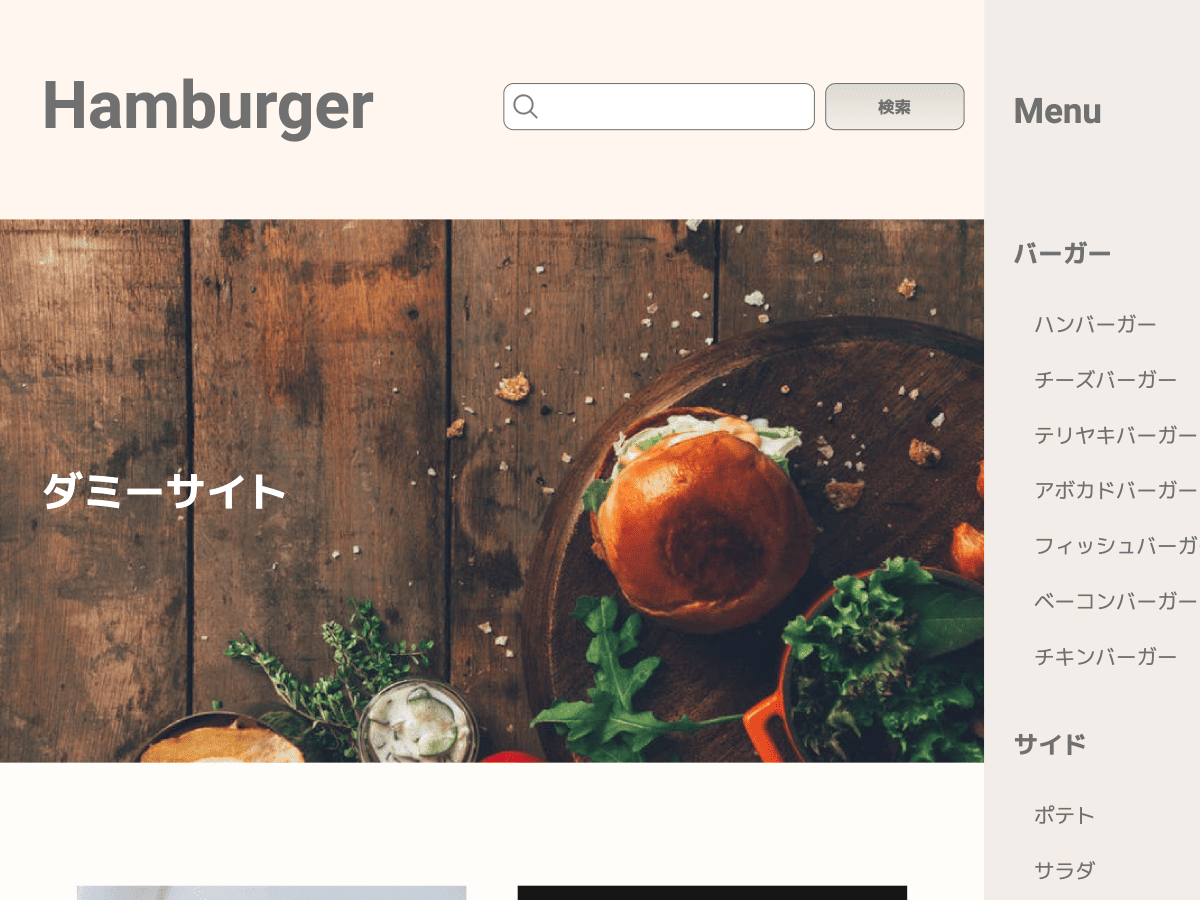 Hamburger
検索
ダミーサイト
Menu
バーガー
ハンバーガー
チーズバーガー
テリヤキバーガー
アボカドバーガー
フィッシュバーガ
ベーコンバーガー
チキンバーガー
サイド
ポテト
サラダ